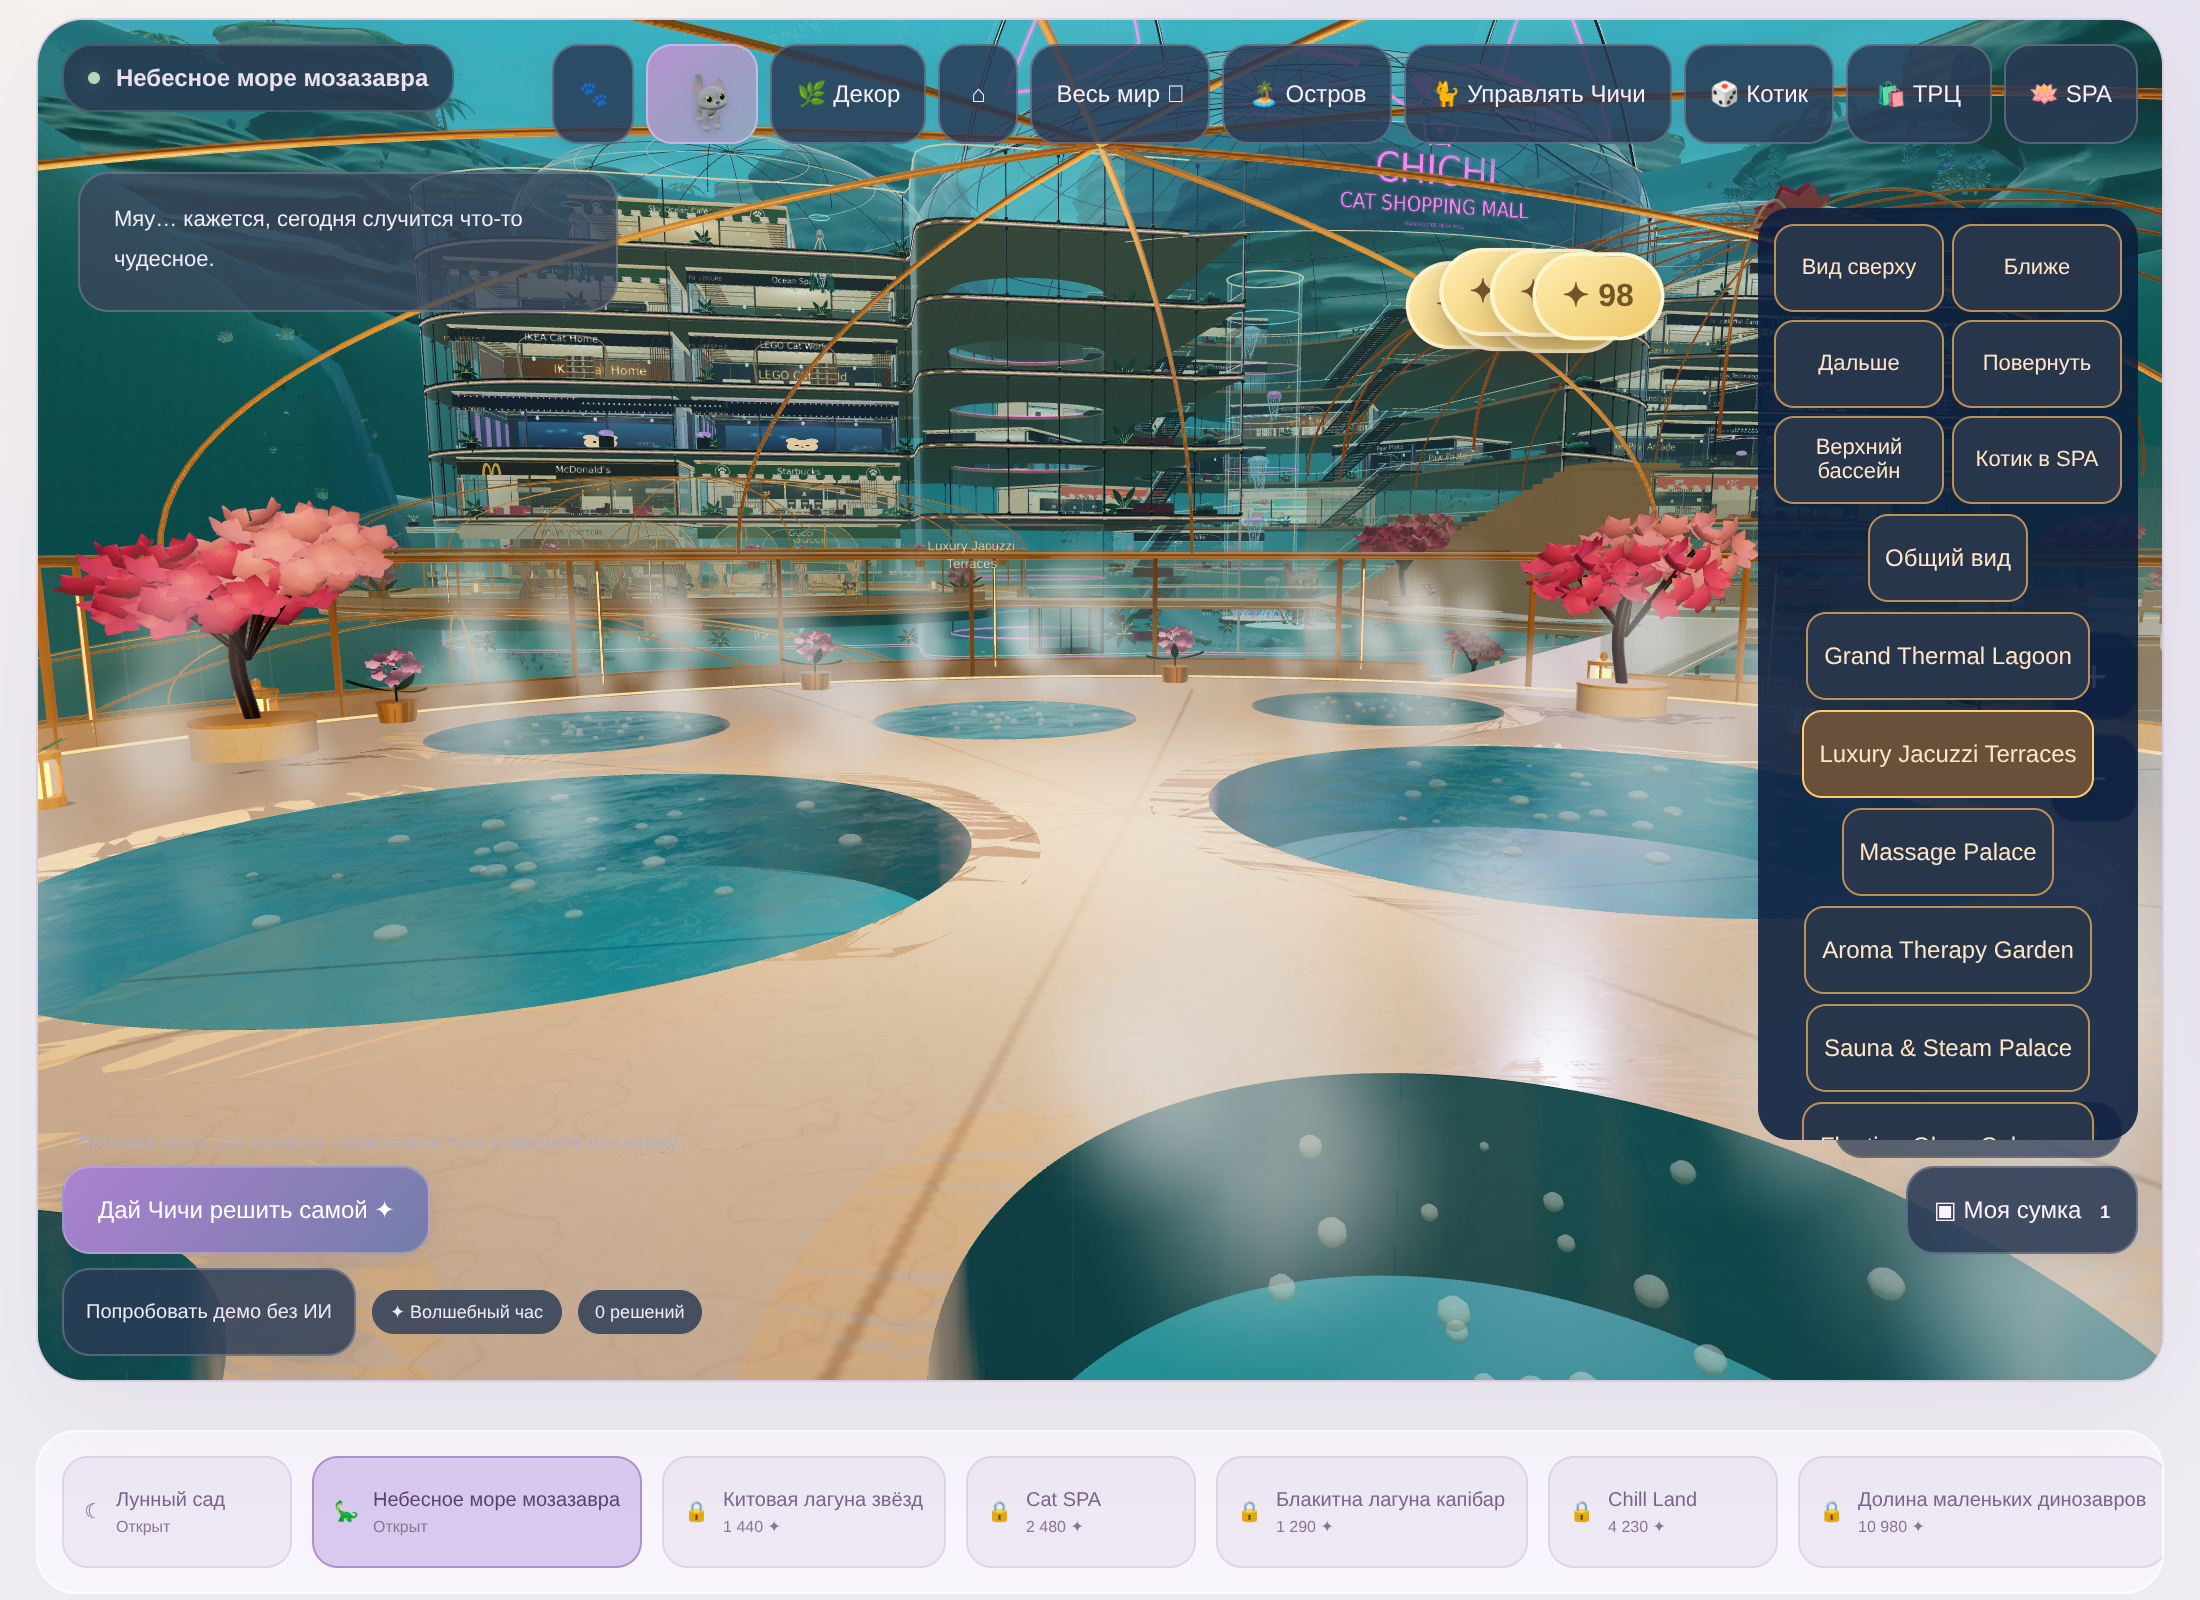 Небесное море мозазавра
Декор
Весь мир
Остров
Управлять Чичи
Котик
ТРЦ
SPA
Мяу… кажется, сегодня случится что-то
чудесное.
CHICHI
CAT SHOPPING MALL
Ocean Spa
IKEA Cat Home
LEGO Cat World
McDonald's
Starbucks
Gucci
Luxury Jacuzzi
Terraces
✦ 98
Вид сверху
Ближе
Дальше
Повернуть
Верхний
бассейн
Котик в SPA
Общий вид
Grand Thermal Lagoon
Luxury Jacuzzi Terraces
Massage Palace
Aroma Therapy Garden
Sauna & Steam Palace
Дай Чичи решить самой ✦
Моя сумка 1
Попробовать демо без ИИ
✦ Волшебный час
0 решений
Лунный сад
Открыт
Небесное море мозазавра
Открыт
Китовая лагуна звёзд
1 440 ✦
Cat SPA
2 480 ✦
Блакитна лагуна капібар
1 290 ✦
Chill Land
4 230 ✦
Долина маленьких динозавров
10 980 ✦